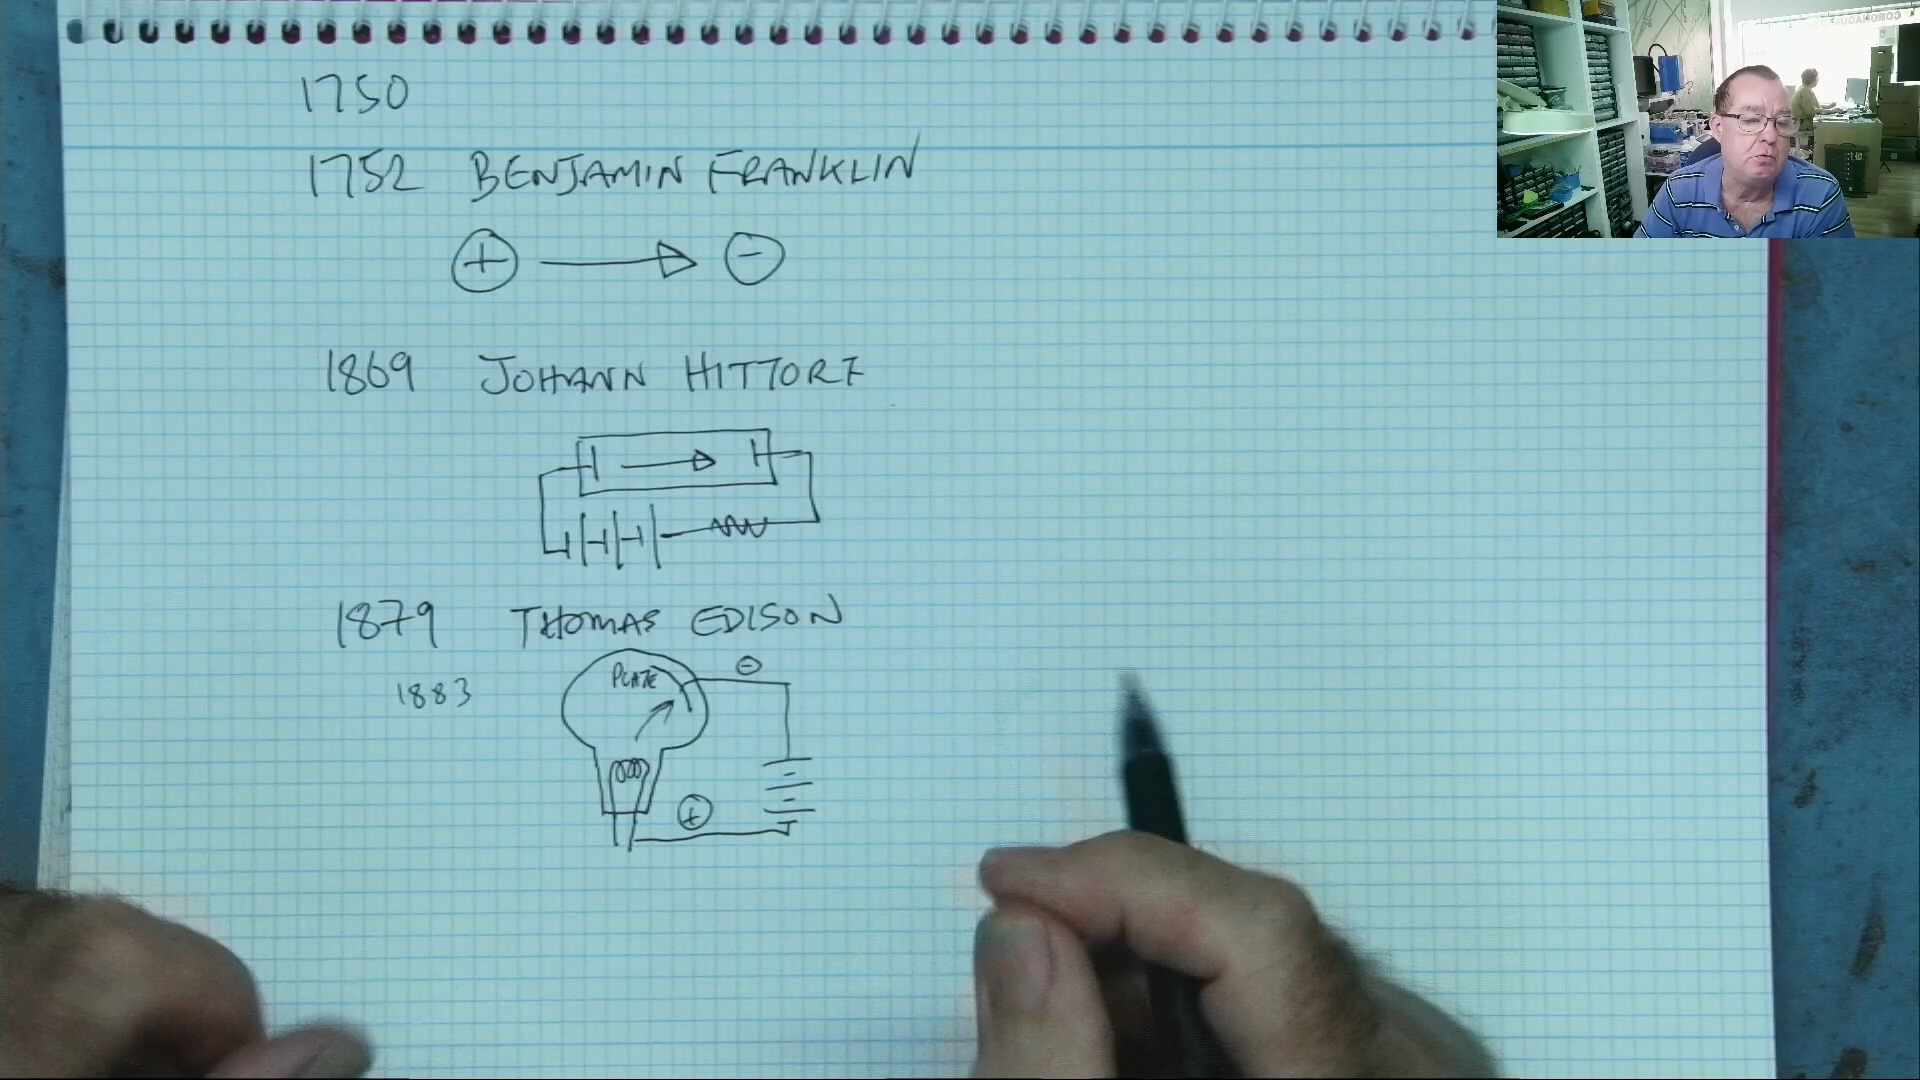 1750
1752 BENJAMIN FRANKLIN
+ -
1869 JOHANN HITTORF
1879 THOMAS EDISON
PLATE -
1883
+